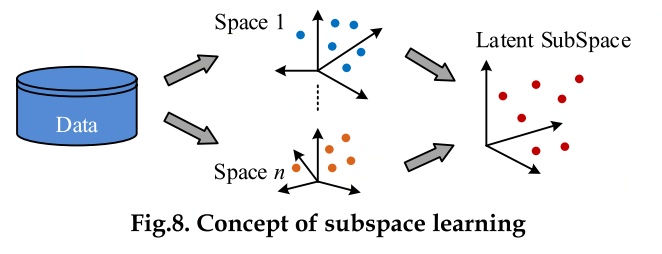 Space 1
Latent SubSpace
Data
Space n
Fig.8. Concept of subspace learning